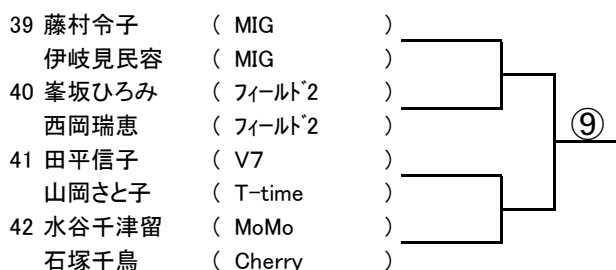 39 藤村令子 ( MIG )
伊岐見民容 ( MIG )
40 峯坂ひろみ ( フィールド2 )
西岡瑞恵 ( フィールド2 )
⑨
41 田平信子 ( V7 )
山岡さと子 ( T-time )
42 水谷千津留 ( MoMo )
石塚千鳥 ( Cherry )